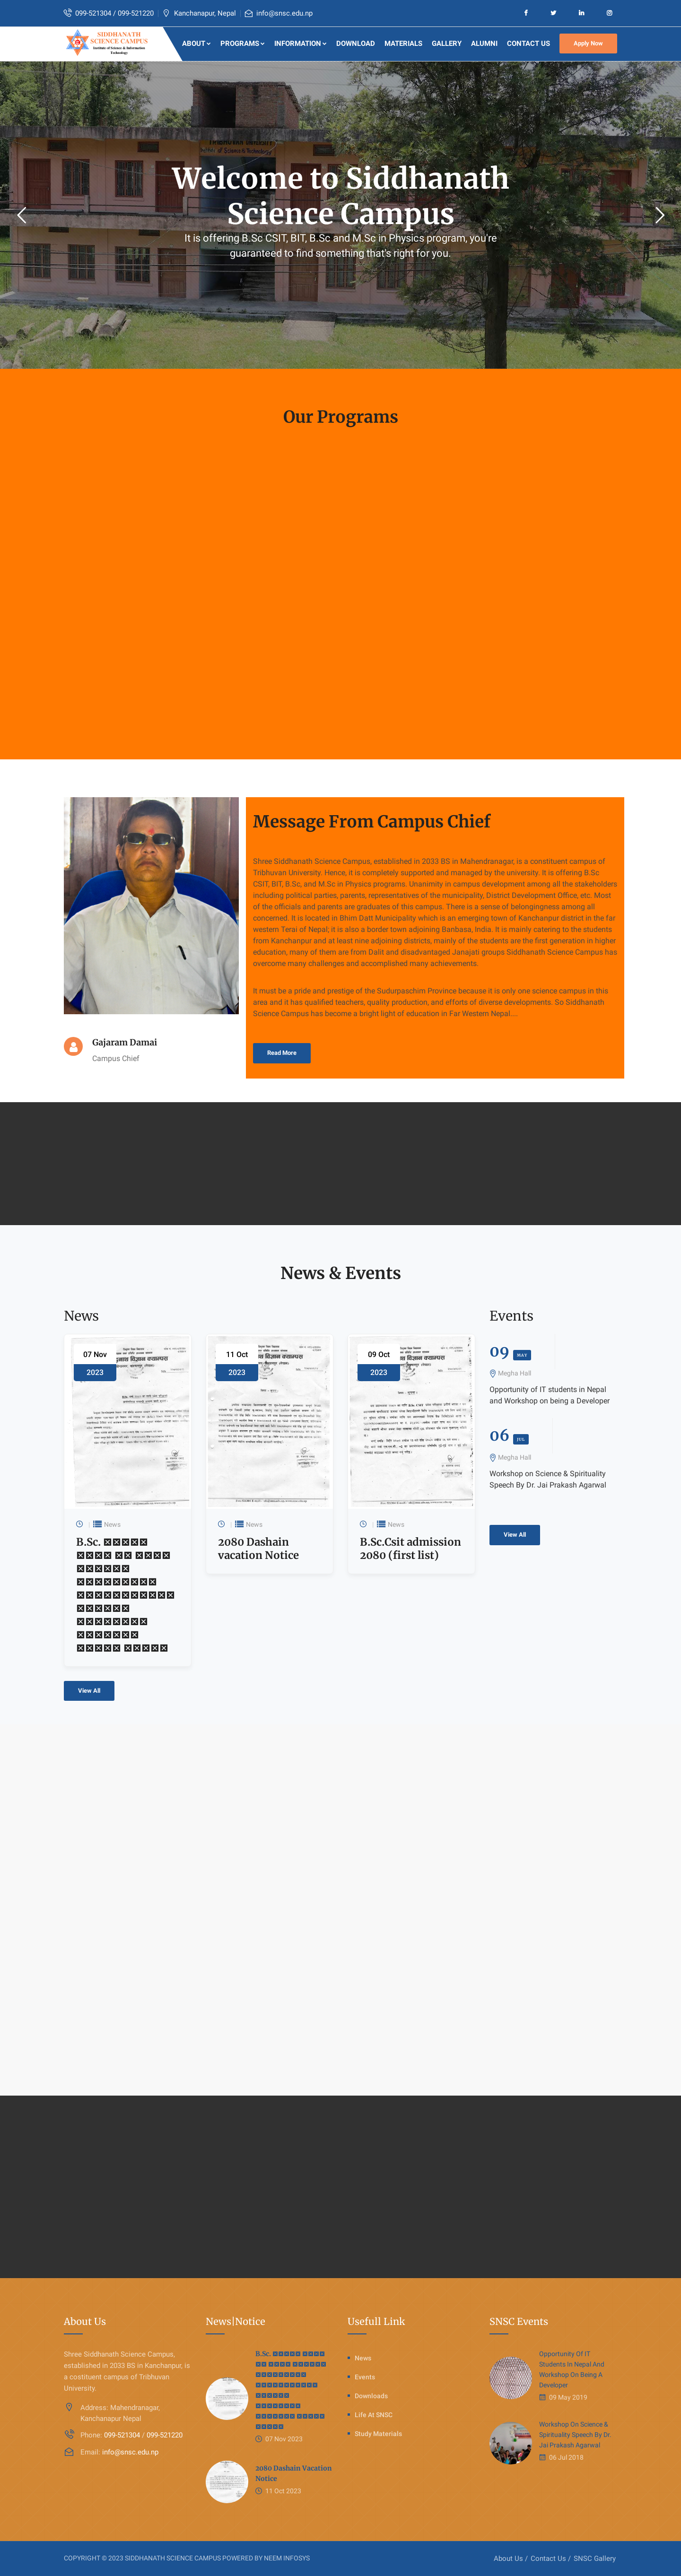 099-521304 / 099-521220
Kanchanapur, Nepal
info@snsc.edu.np
SIDDHANATH
SCIENCE CAMPUS
Institute of Science & Information
Technology
ABOUT
PROGRAMS
INFORMATION
DOWNLOAD
MATERIALS
GALLERY
ALUMNI
CONTACT US
Apply Now
Welcome to Siddhanath
Science Campus
It is offering B.Sc CSIT, BIT, B.Sc and M.Sc in Physics program, you're
guaranteed to find something that's right for you.
Our Programs
Message From Campus Chief
Shree Siddhanath Science Campus, established in 2033 BS in Mahendranagar, is a constituent campus of
Tribhuvan University. Hence, it is completely supported and managed by the university. It is offering B.Sc
CSIT, BIT, B.Sc, and M.Sc in Physics programs. Unanimity in campus development among all the stakeholders
including political parties, parents, representatives of the municipality, District Development Office, etc. Most
of the officials and parents are graduates of this campus. There is a sense of belongingness among all
concerned. It is located in Bhim Datt Municipality which is an emerging town of Kanchanpur district in the far
western Terai of Nepal; it is also a border town adjoining Banbasa, India. It is mainly catering to the students
from Kanchanpur and at least nine adjoining districts, mainly of the students are the first generation in higher
education, many of them are from Dalit and disadvantaged Janajati groups Siddhanath Science Campus has
overcome many challenges and accomplished many achievements.
It must be a pride and prestige of the Sudurpaschim Province because it is only one science campus in this
area and it has qualified teachers, quality production, and efforts of diverse developments. So Siddhanath
Science Campus has become a bright light of education in Far Western Nepal....
Read More
Gajaram Damai
Campus Chief
News & Events
News
07 Nov
2023
News
B.Sc.
11 Oct
2023
News
2080 Dashain
vacation Notice
09 Oct
2023
News
B.Sc.Csit admission
2080 (first list)
View All
Events
09 MAY
Megha Hall
Opportunity of IT students in Nepal
and Workshop on being a Developer
06 JUL
Megha Hall
Workshop on Science & Spirituality
Speech By Dr. Jai Prakash Agarwal
View All
About Us
Shree Siddhanath Science Campus,
established in 2033 BS in Kanchanpur, is
a costituent campus of Tribhuvan
University.
Address: Mahendranagar,
Kanchanapur Nepal
Phone: 099-521304 / 099-521220
Email: info@snsc.edu.np
News|Notice
B.Sc.
07 Nov 2023
2080 Dashain Vacation
Notice
11 Oct 2023
Usefull Link
News
Events
Downloads
Life At SNSC
Study Materials
SNSC Events
Opportunity Of IT
Students In Nepal And
Workshop On Being A
Developer
09 May 2019
Workshop On Science &
Spirituality Speech By Dr.
Jai Prakash Agarwal
06 Jul 2018
COPYRIGHT © 2023 SIDDHANATH SCIENCE CAMPUS POWERED BY NEEM INFOSYS
About Us / Contact Us / SNSC Gallery